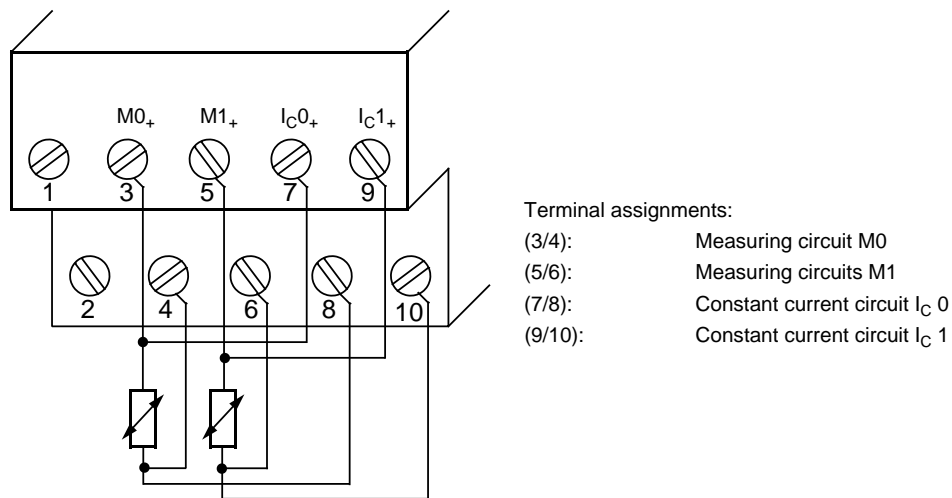 M0+ M1+ IC0+ IC1+
1 3 5 7 9
2 4 6 8 10
Terminal assignments:
(3/4): Measuring circuit M0
(5/6): Measuring circuits M1
(7/8): Constant current circuit IC 0
(9/10): Constant current circuit IC 1